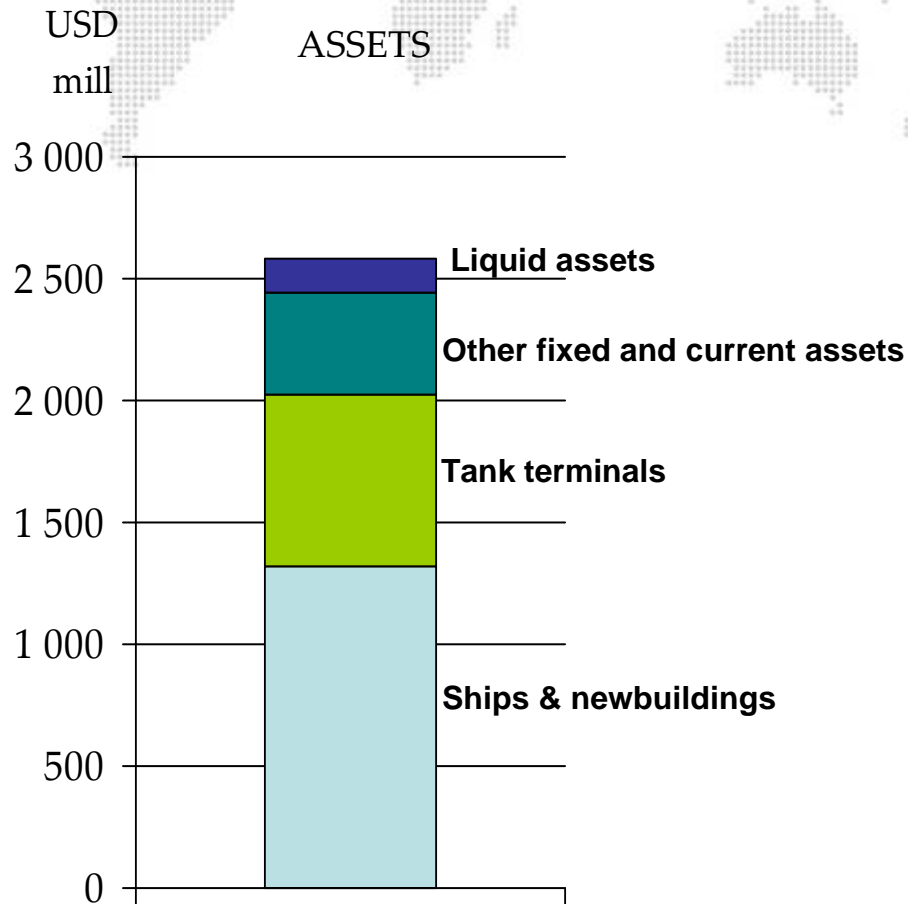 USD
mill
ASSETS
3 000
Liquid assets
2 500
Other fixed and current assets
2 000
Tank terminals
1 500
1 000
Ships & newbuildings
500
0